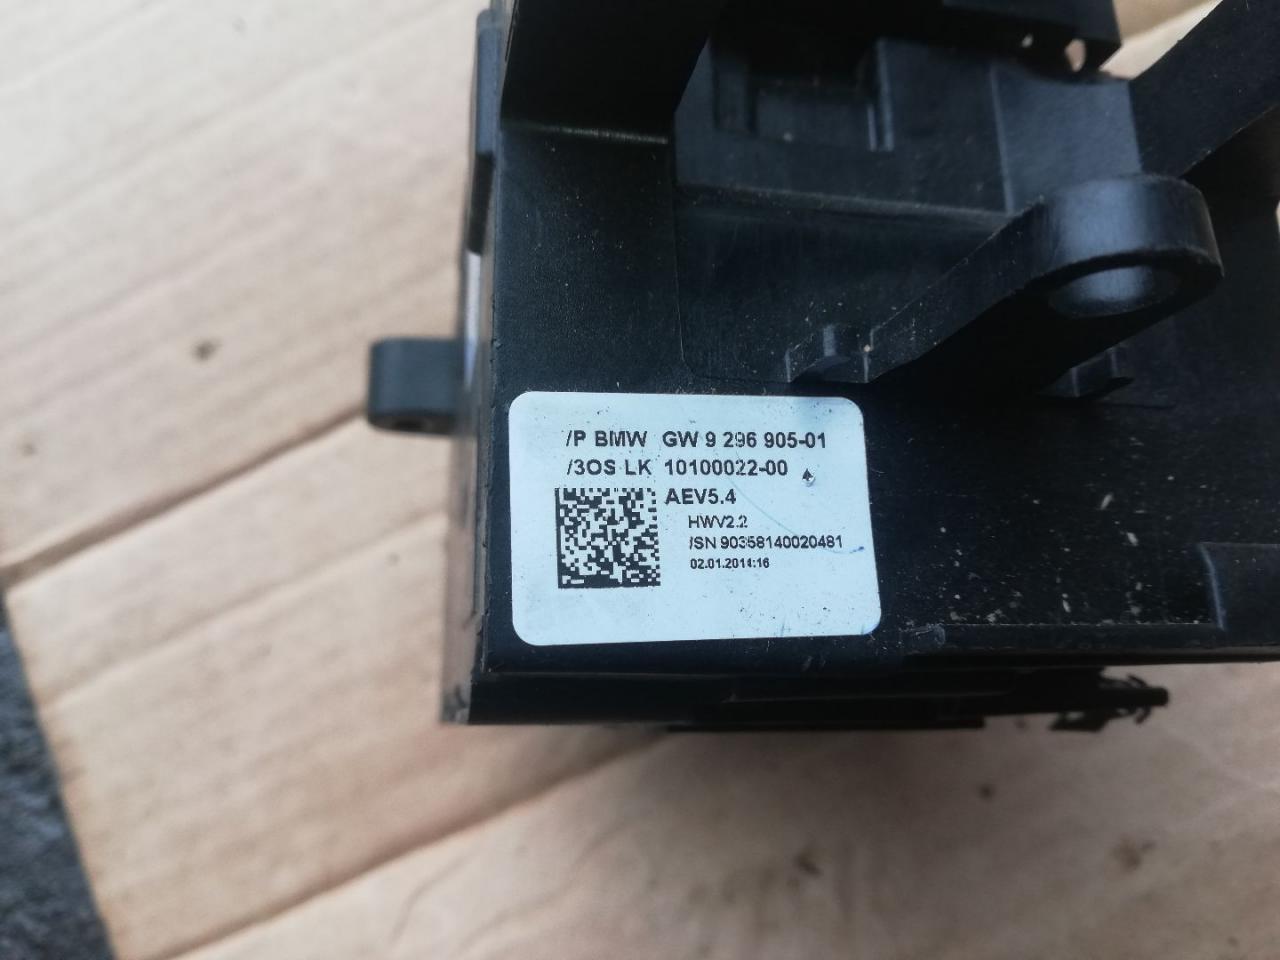 /P BMW GW 9 296 905-01
/3OS LK 10100022-00
AEV5.4
HWV2.2
/SN 90358140020481
02.01.2014:16